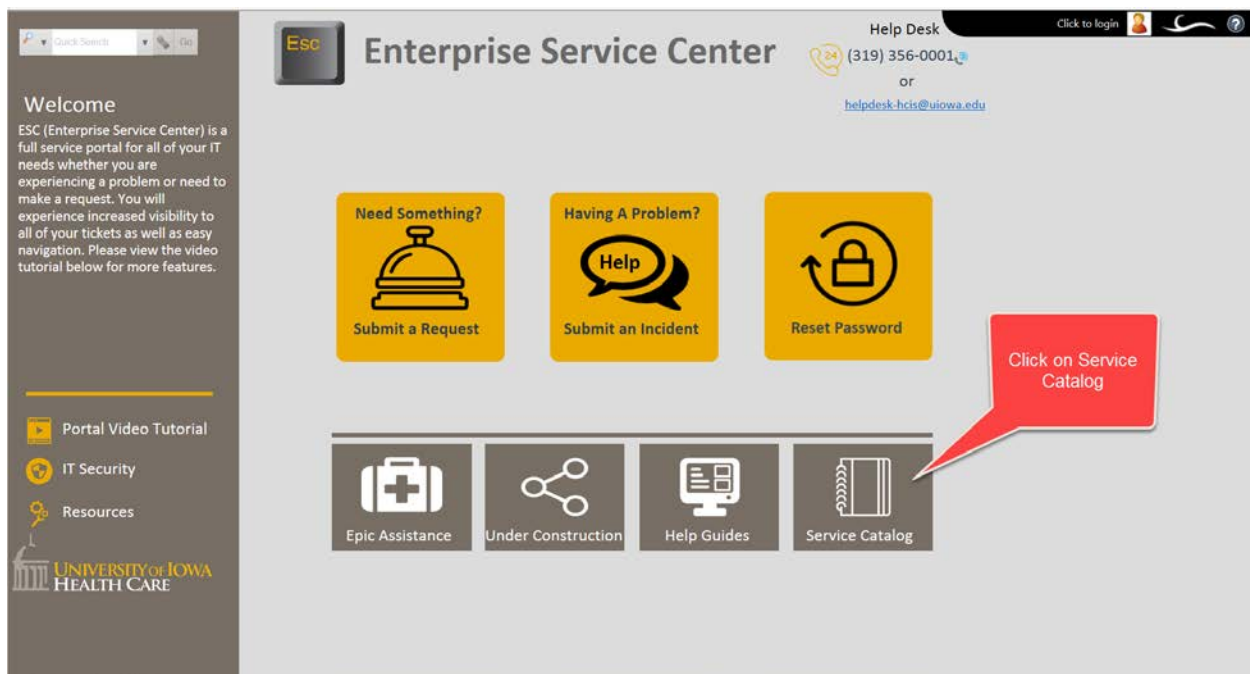 Quick Search
Go
Welcome
ESC (Enterprise Service Center) is a
full service portal for all of your IT
needs whether you are
experiencing a problem or need to
make a request. You will
experience increased visibility to
all of your tickets as well as easy
navigation. Please view the video
tutorial below for more features.
Portal Video Tutorial
IT Security
Resources
UNIVERSITY OF IOWA
HEALTH CARE
Esc
Enterprise Service Center
Help Desk
24
(319) 356-0001
or
helpdesk-hcis@uiowa.edu
Click to login
?
Need Something?
Submit a Request
Having A Problem?
Help
Submit an Incident
Reset Password
Click on Service
Catalog
Epic Assistance
Under Construction
Help Guides
Service Catalog